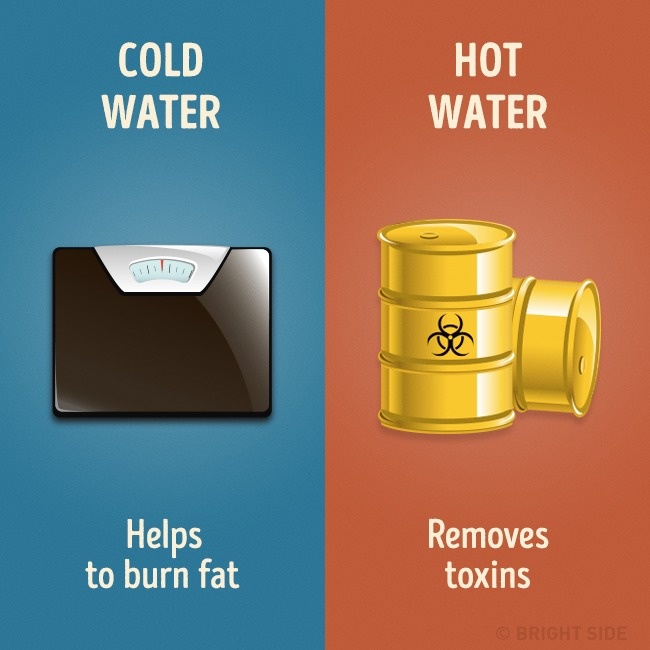 COLD
WATER
HOT
WATER
Helps
to burn fat
Removes
toxins
© BRIGHT SIDE